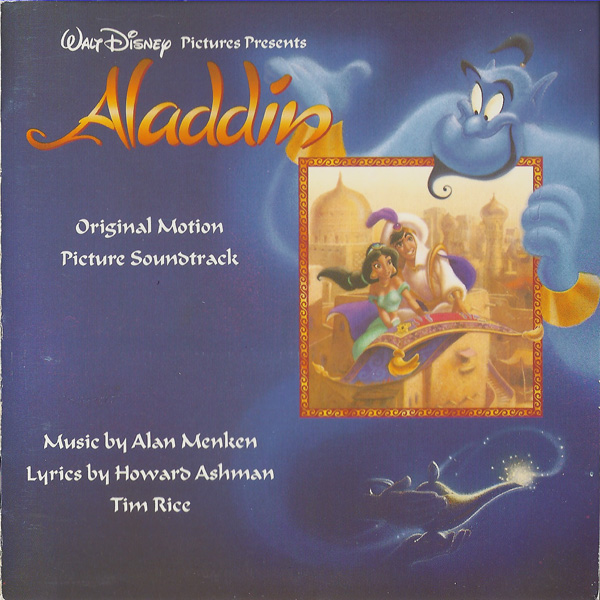 Walt Disney Pictures Presents
Aladdin
Original Motion
Picture Soundtrack
Music by Alan Menken
Lyrics by Howard Ashman
Tim Rice